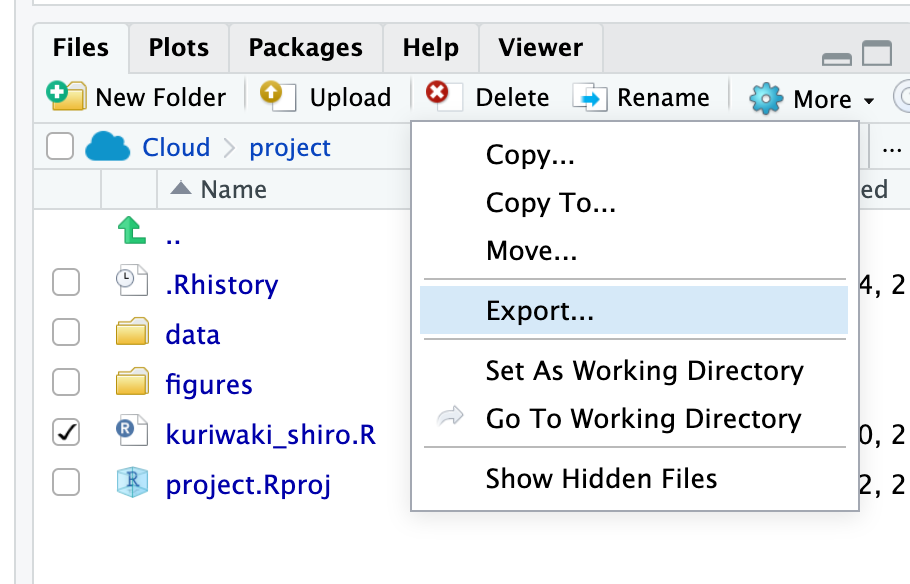 Files Plots Packages Help Viewer
New Folder Upload Delete Rename More
Cloud project ...
Name ed
Copy...
Copy To...
Move...
Export...
Set As Working Directory
Go To Working Directory
Show Hidden Files
..
.Rhistory 4, 2
data
figures
kuriwaki_shiro.R 0, 2
project.Rproj 2, 2